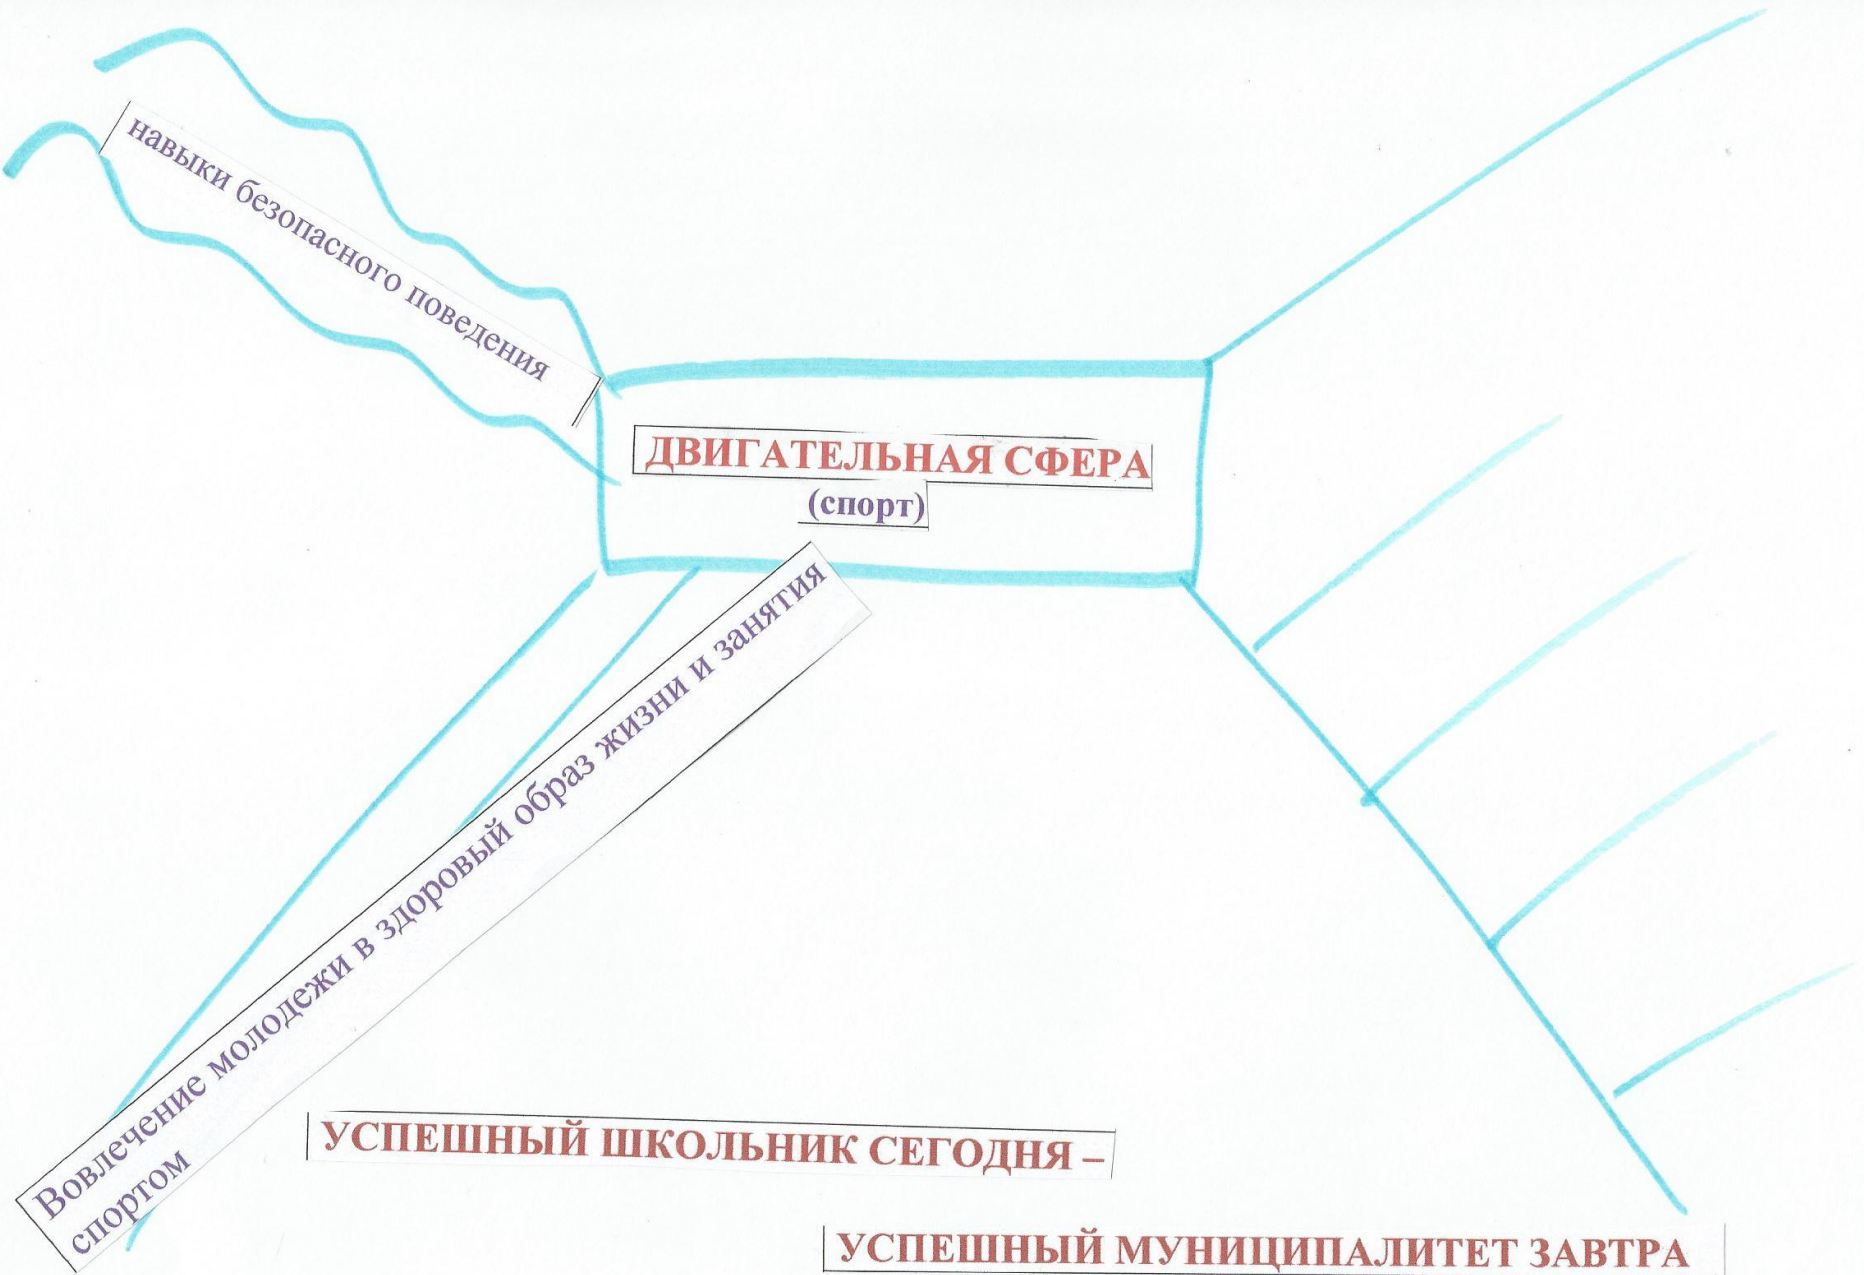 навыки безопасного поведения
ДВИГАТЕЛЬНАЯ СФЕРА
(спорт)
Вовлечение молодежи в здоровый образ жизни и занятия
спортом
УСПЕШНЫЙ ШКОЛЬНИК СЕГОДНЯ –
УСПЕШНЫЙ МУНИЦИПАЛИТЕТ ЗАВТРА